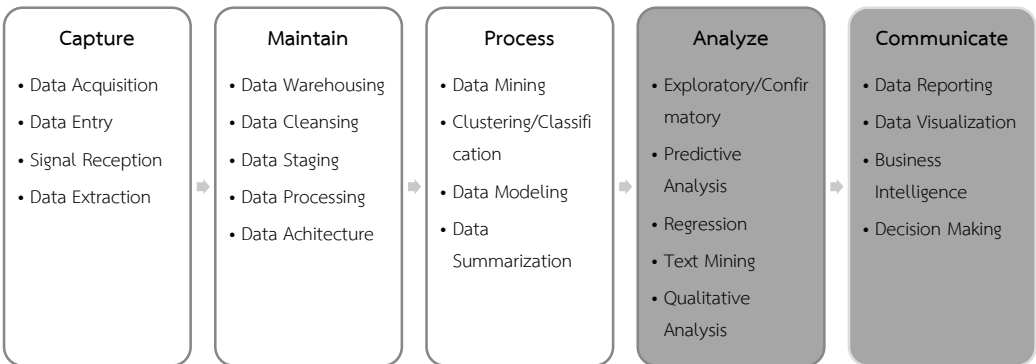 Capture
• Data Acquisition
• Data Entry
• Signal Reception
• Data Extraction
Maintain
• Data Warehousing
• Data Cleansing
• Data Staging
• Data Processing
• Data Achitecture
Process
• Data Mining
• Clustering/Classifi
cation
• Data Modeling
• Data
Summarization
Analyze
• Exploratory/Confir
matory
• Predictive
Analysis
• Regression
• Text Mining
• Qualitative
Analysis
Communicate
• Data Reporting
• Data Visualization
• Business
Intelligence
• Decision Making